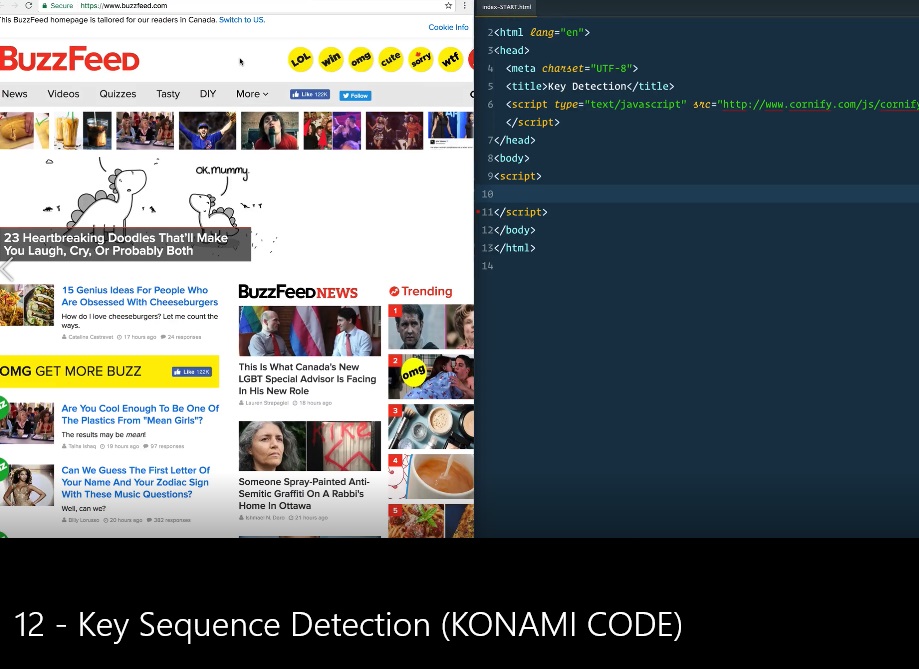 Secure https://www.buzzfeed.com
This BuzzFeed homepage is tailored for our readers in Canada. Switch to US.
Cookie Info
BuzzFeed
LOL win omg cute sorry wtf
News Videos Quizzes Tasty DIY More Like 122K Follow
OK, mummy.
23 Heartbreaking Doodles That'll Make
You Laugh, Cry, Or Probably Both
15 Genius Ideas For People Who
Are Obsessed With Cheeseburgers
How do I love cheeseburgers? Let me count the
ways.
Catelina Castravet 17 hours ago 24 responses
OMG GET MORE BUZZ Like 122K
Are You Cool Enough To Be One Of
The Plastics From "Mean Girls"?
The results may be mean!
19 hours ago 97 responses
Can We Guess The First Letter Of
Your Name And Your Zodiac Sign
With These Music Questions?
Well, can we?
20 hours ago 363 responses
BuzzFeed NEWS
This Is What Canada's New
LGBT Special Advisor Is Facing
In His New Role
Lauren Strapagiel 18 hours ago
Someone Spray-Painted Anti-
Semitic Graffiti On A Rabbi's
Home In Ottawa
21 hours ago
Trending
1
2
omg
3
4
5
index-START.html
2 <html lang="en">
3 <head>
4 <meta charset="UTF-8">
5 <title>Key Detection</title>
6 <script type="text/javascript" src="http://www.cornify.com/js/cornify
</script>
7 </head>
8 <body>
9 <script>
10
11 </script>
12 </body>
13 </html>
14
12 - Key Sequence Detection (KONAMI CODE)